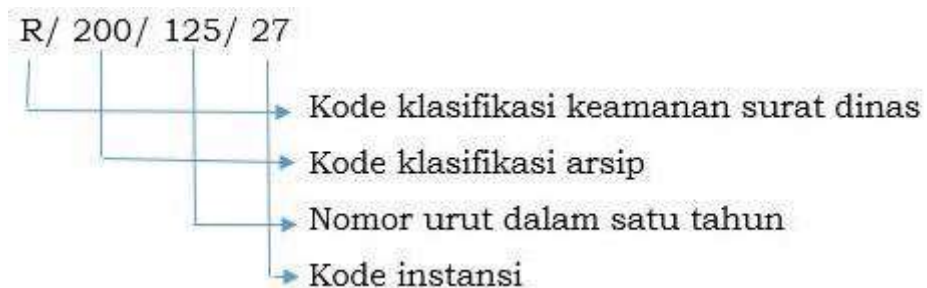 R/ 200/ 125/ 27
Kode klasifikasi keamanan surat dinas
Kode klasifikasi arsip
Nomor urut dalam satu tahun
Kode instansi